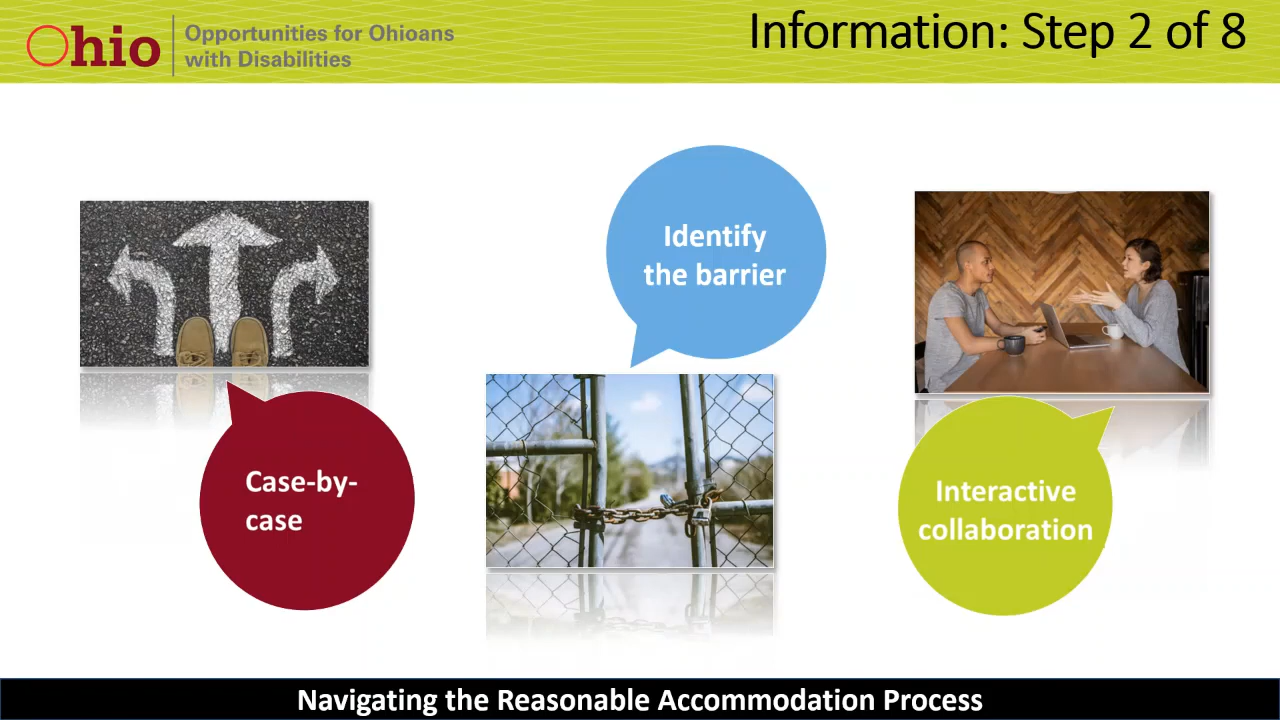 Ohio
Opportunities for Ohioans
with Disabilities
Information: Step 2 of 8
Identify
the barrier
Case-by-
case
Interactive
collaboration
Navigating the Reasonable Accommodation Process